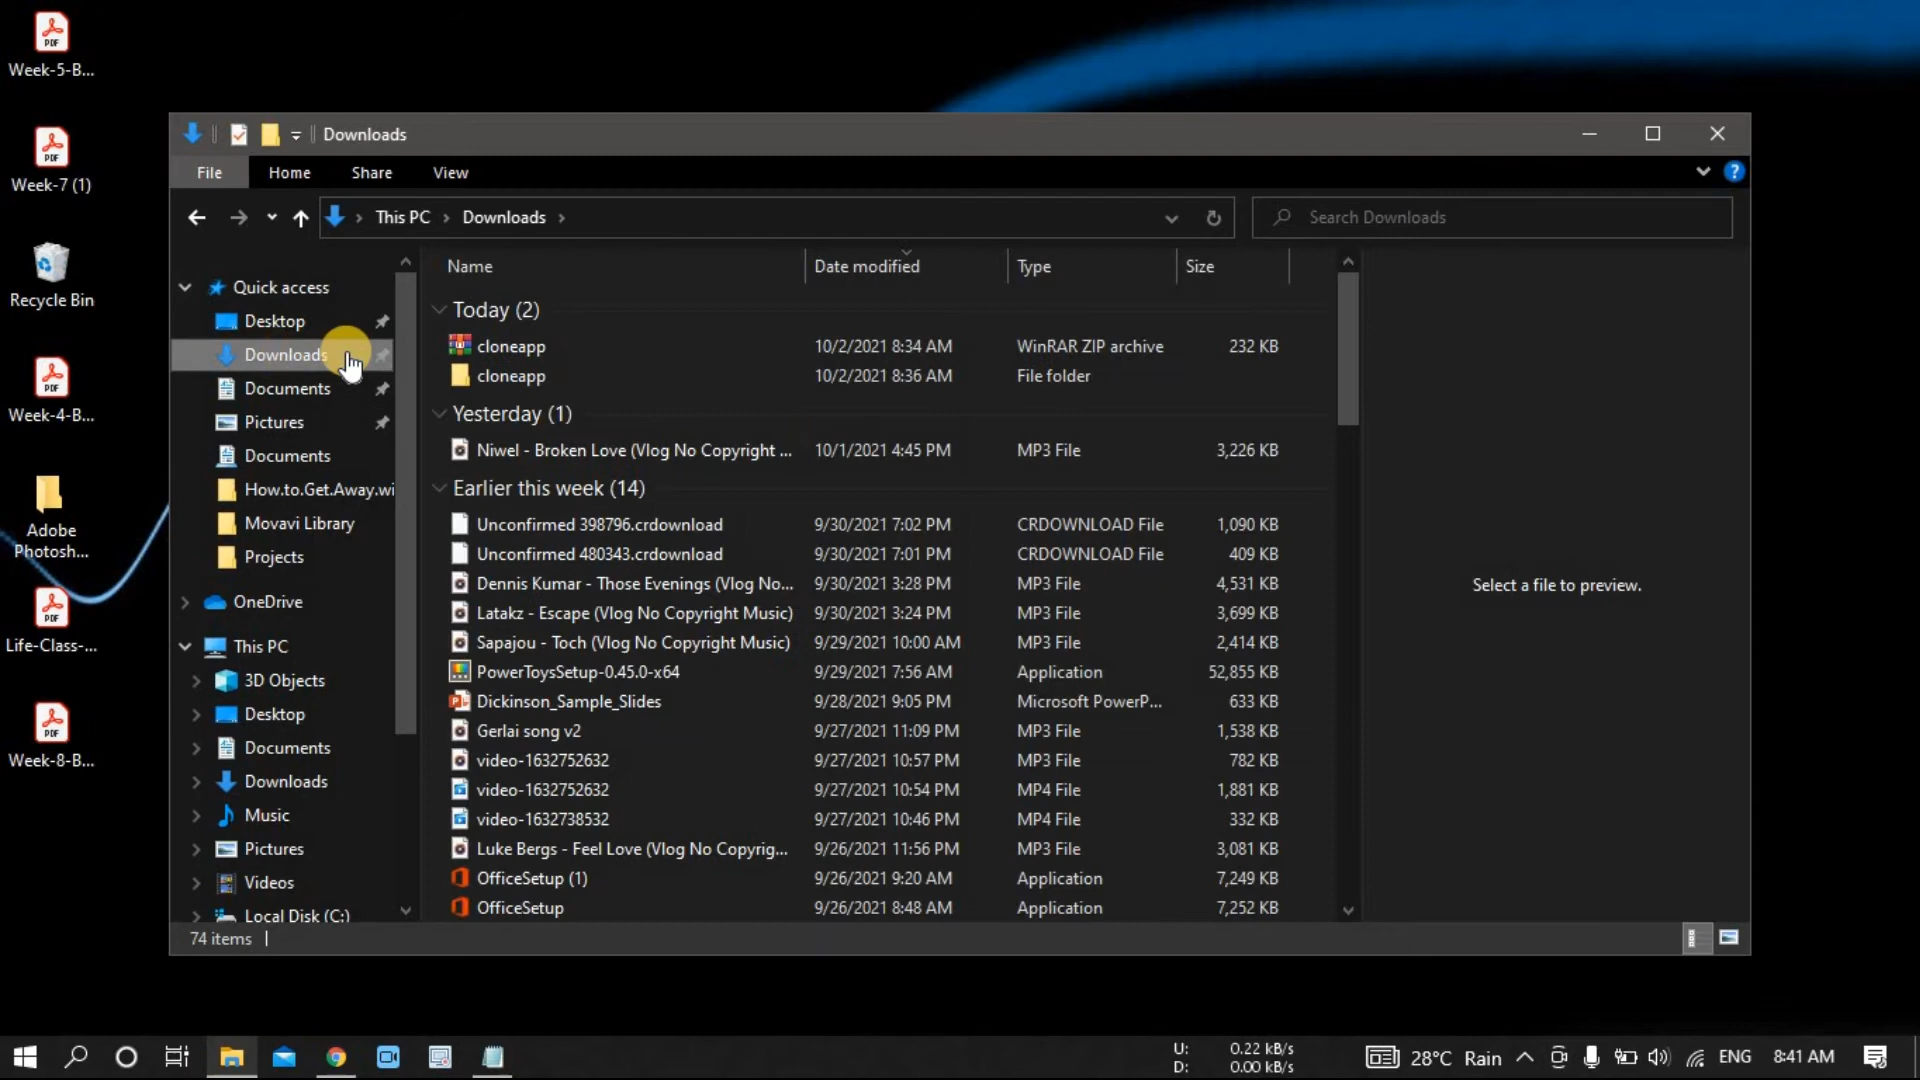 Week-5-B...
Week-7 (1)
Recycle Bin
Week-4-B...
Adobe
Photosh...
Life-Class-...
Week-8-B...
Downloads
File Home Share View
This PC Downloads
Search Downloads
Quick access
Desktop
Downloads
Documents
Pictures
Documents
How.to.Get.Away.wi
Movavi Library
Projects
OneDrive
This PC
3D Objects
Desktop
Documents
Downloads
Music
Pictures
Videos
Local Disk (C:)
Name Date modified Type Size
Today (2)
cloneapp 10/2/2021 8:34 AM WinRAR ZIP archive 232 KB
cloneapp 10/2/2021 8:36 AM File folder
Yesterday (1)
Niwel - Broken Love (Vlog No Copyright ... 10/1/2021 4:45 PM MP3 File 3,226 KB
Earlier this week (14)
Unconfirmed 398796.crdownload 9/30/2021 7:02 PM CRDOWNLOAD File 1,090 KB
Unconfirmed 480343.crdownload 9/30/2021 7:01 PM CRDOWNLOAD File 409 KB
Dennis Kumar - Those Evenings (Vlog No... 9/30/2021 3:28 PM MP3 File 4,531 KB
Latakz - Escape (Vlog No Copyright Music) 9/30/2021 3:24 PM MP3 File 3,699 KB
Sapajou - Toch (Vlog No Copyright Music) 9/29/2021 10:00 AM MP3 File 2,414 KB
PowerToysSetup-0.45.0-x64 9/29/2021 7:56 AM Application 52,855 KB
Dickinson_Sample_Slides 9/28/2021 9:05 PM Microsoft PowerP... 633 KB
Gerlai song v2 9/27/2021 11:09 PM MP3 File 1,538 KB
video-1632752632 9/27/2021 10:57 PM MP3 File 782 KB
video-1632752632 9/27/2021 10:54 PM MP4 File 1,881 KB
video-1632738532 9/27/2021 10:46 PM MP4 File 332 KB
Luke Bergs - Feel Love (Vlog No Copyrig... 9/26/2021 11:56 PM MP3 File 3,081 KB
OfficeSetup (1) 9/26/2021 9:20 AM Application 7,249 KB
OfficeSetup 9/26/2021 8:48 AM Application 7,252 KB
Select a file to preview.
74 items
U: 0.22 kB/s
D: 0.00 kB/s
28°C Rain ENG 8:41 AM